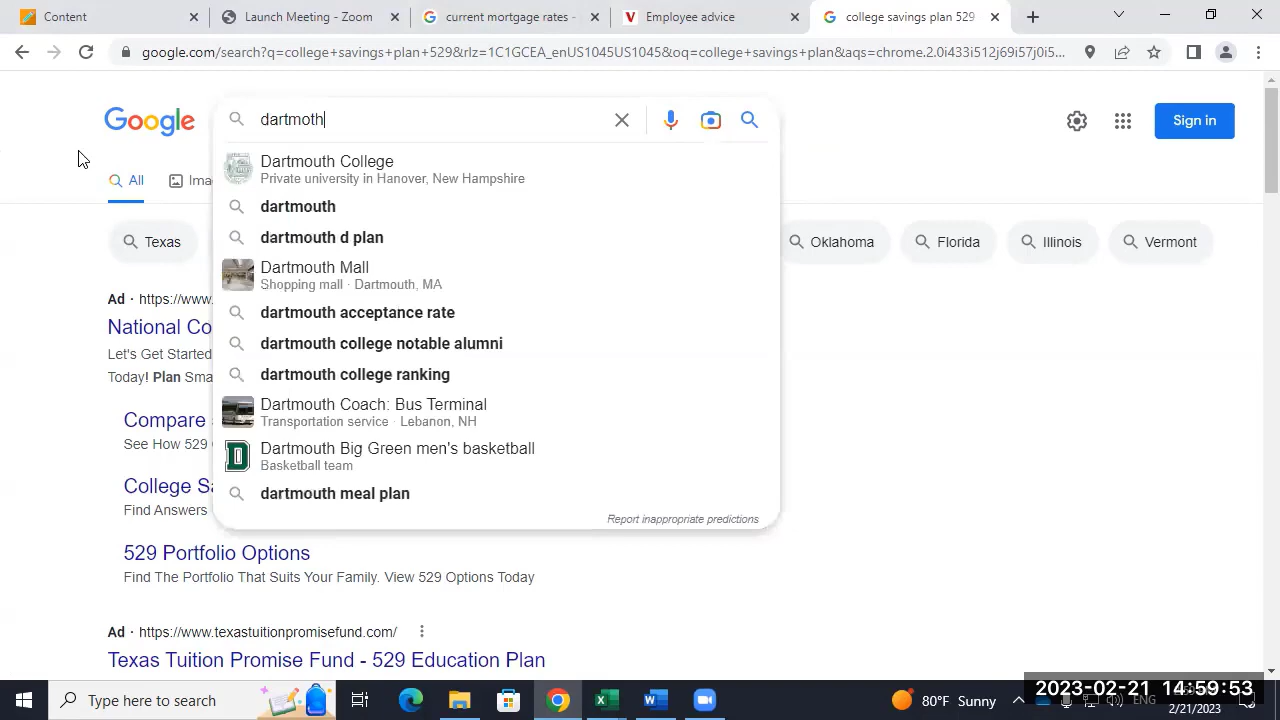 Content
Launch Meeting - Zoom
current mortgage rates -
Employee advice
college savings plan 529
google.com/search?q=college+savings+plan+529&rlz=1C1GCEA_enUS1045US1045&oq=college+savings+plan&aqs=chrome.2.0i433i512j69i57j0i5...
Google
dartmoth
Sign in
Dartmouth College
Private university in Hanover, New Hampshire
All
Ima
dartmouth
dartmouth d plan
Texas
Oklahoma
Florida
Illinois
Vermont
Dartmouth Mall
Shopping mall · Dartmouth, MA
Ad · https://www.
dartmouth acceptance rate
National Co
dartmouth college notable alumni
Let's Get Started
Today! Plan Sma
dartmouth college ranking
Dartmouth Coach: Bus Terminal
Transportation service · Lebanon, NH
Compare
See How 529
Dartmouth Big Green men's basketball
Basketball team
D
College Sa
dartmouth meal plan
Find Answers
Report inappropriate predictions
529 Portfolio Options
Find The Portfolio That Suits Your Family. View 529 Options Today
Ad · https://www.texastuitionpromisefund.com/
Texas Tuition Promise Fund - 529 Education Plan
Type here to search
80°F Sunny
ENG
2023-02-21 14:59:53
2/21/2023